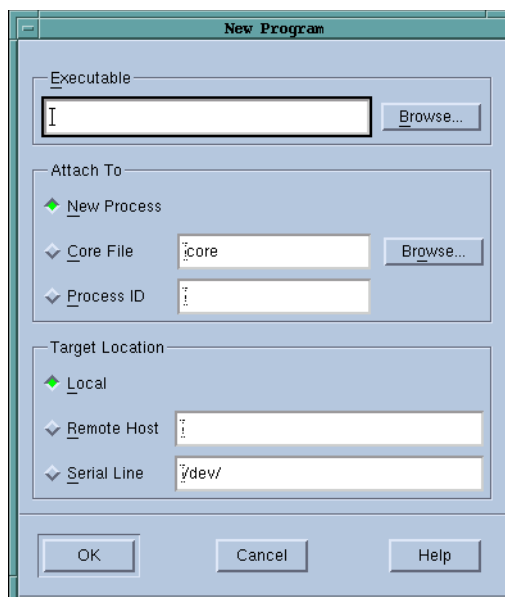 New Program
Executable
Browse...
Attach To
New Process
Core File core Browse...
Process ID
Target Location
Local
Remote Host
Serial Line /dev/
OK Cancel Help